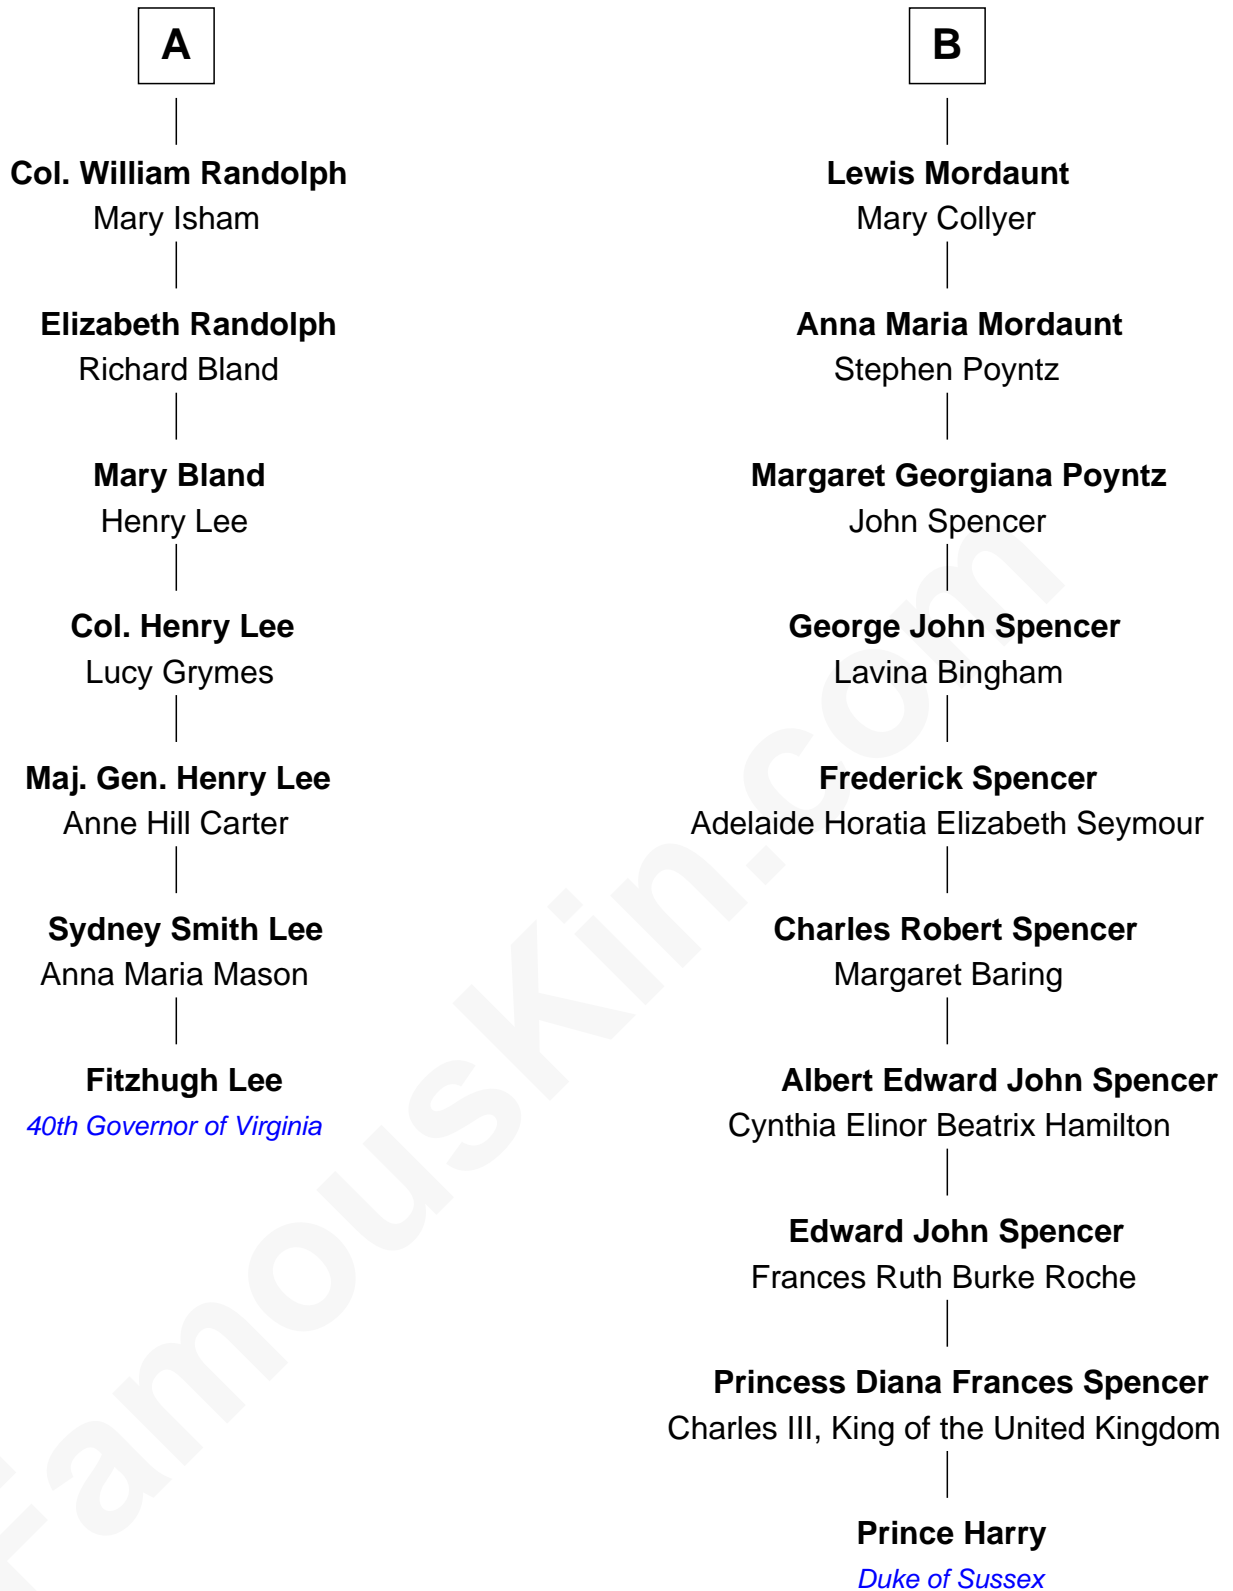 A
Col. William Randolph
Mary Isham
Elizabeth Randolph
Richard Bland
Mary Bland
Henry Lee
Col. Henry Lee
Lucy Grymes
Maj. Gen. Henry Lee
Anne Hill Carter
Sydney Smith Lee
Anna Maria Mason
Fitzhugh Lee
40th Governor of Virginia
B
Lewis Mordaunt
Mary Collyer
Anna Maria Mordaunt
Stephen Poyntz
Margaret Georgiana Poyntz
John Spencer
George John Spencer
Lavina Bingham
Frederick Spencer
Adelaide Horatia Elizabeth Seymour
Charles Robert Spencer
Margaret Baring
Albert Edward John Spencer
Cynthia Elinor Beatrix Hamilton
Edward John Spencer
Frances Ruth Burke Roche
Princess Diana Frances Spencer
Charles III, King of the United Kingdom
Prince Harry
Duke of Sussex
FamousKin.com